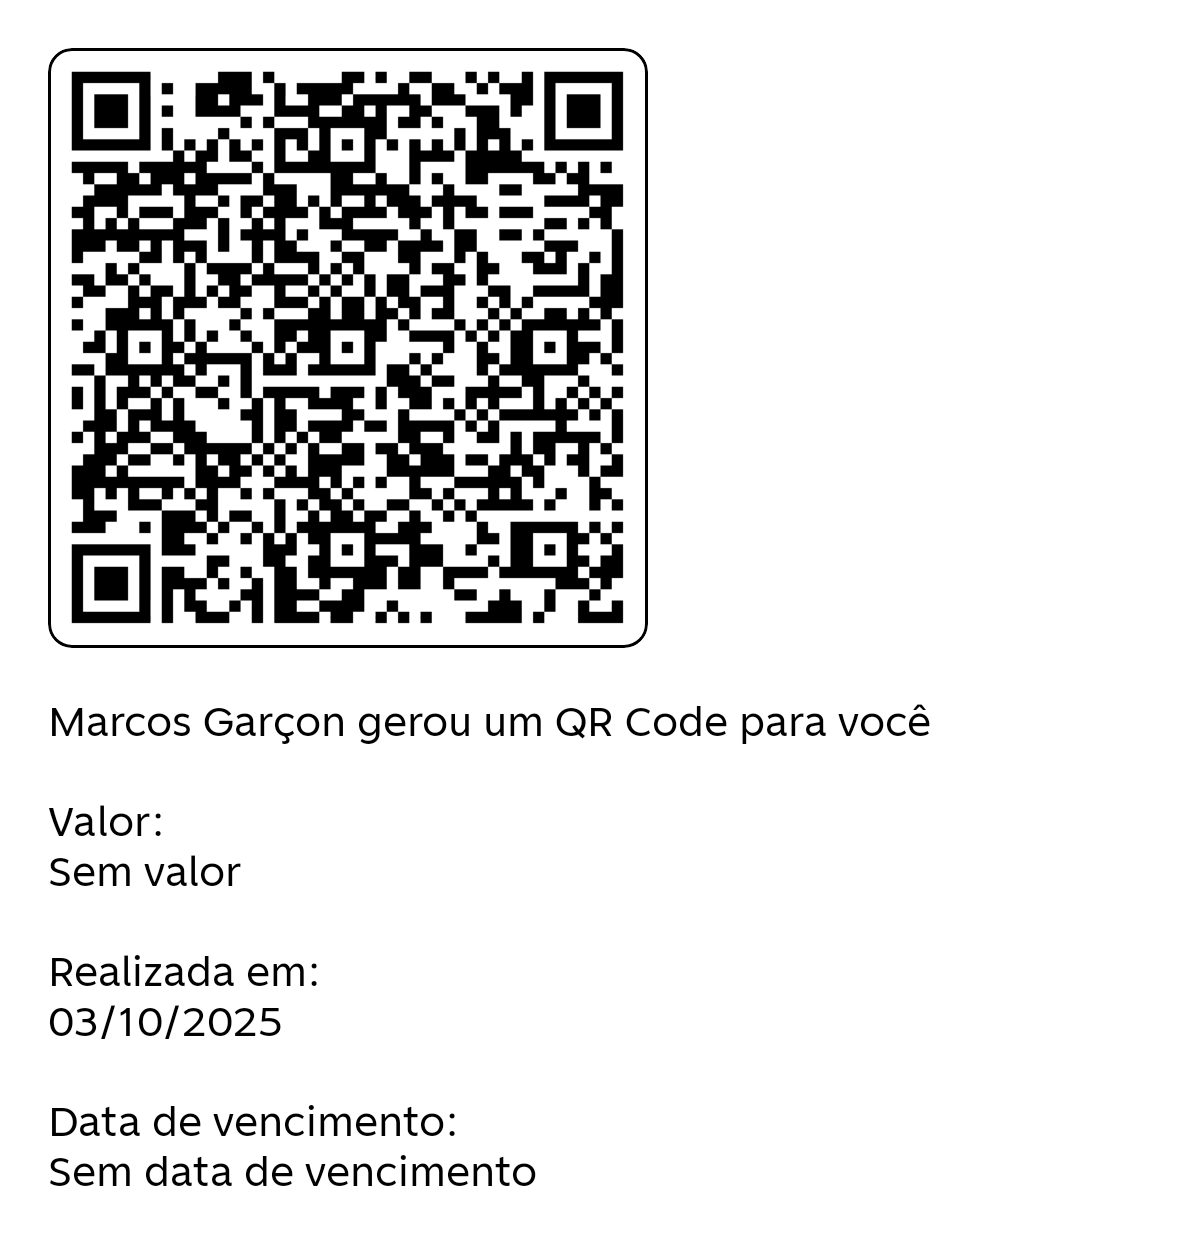 Marcos Garçon gerou um QR Code para você
Valor:
Sem valor
Realizada em:
03/10/2025
Data de vencimento:
Sem data de vencimento